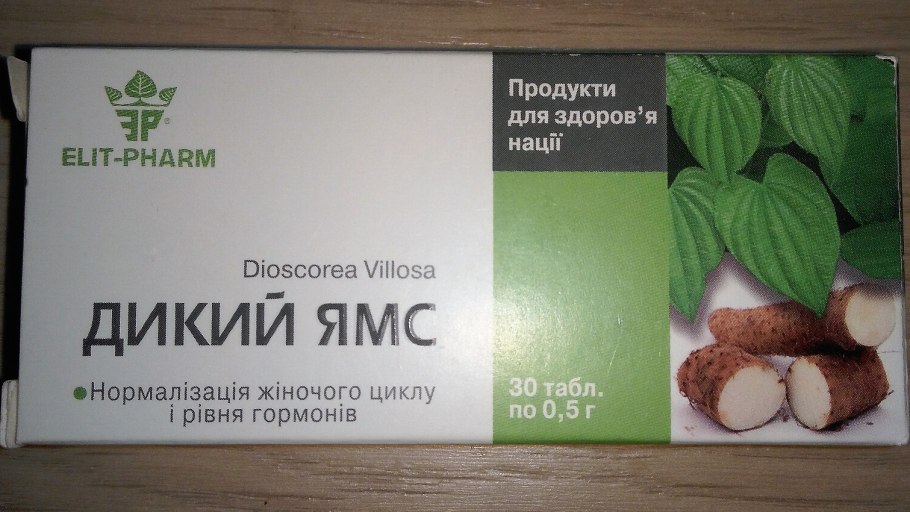 ЭР®
ELIT-PHARM
Dioscorea Villosa
ДИКИЙ ЯМС
•Нормалізація жіночого циклу
і рівня гормонів
Продукти
для здоров’я
нації
30 табл.
по 0,5 г